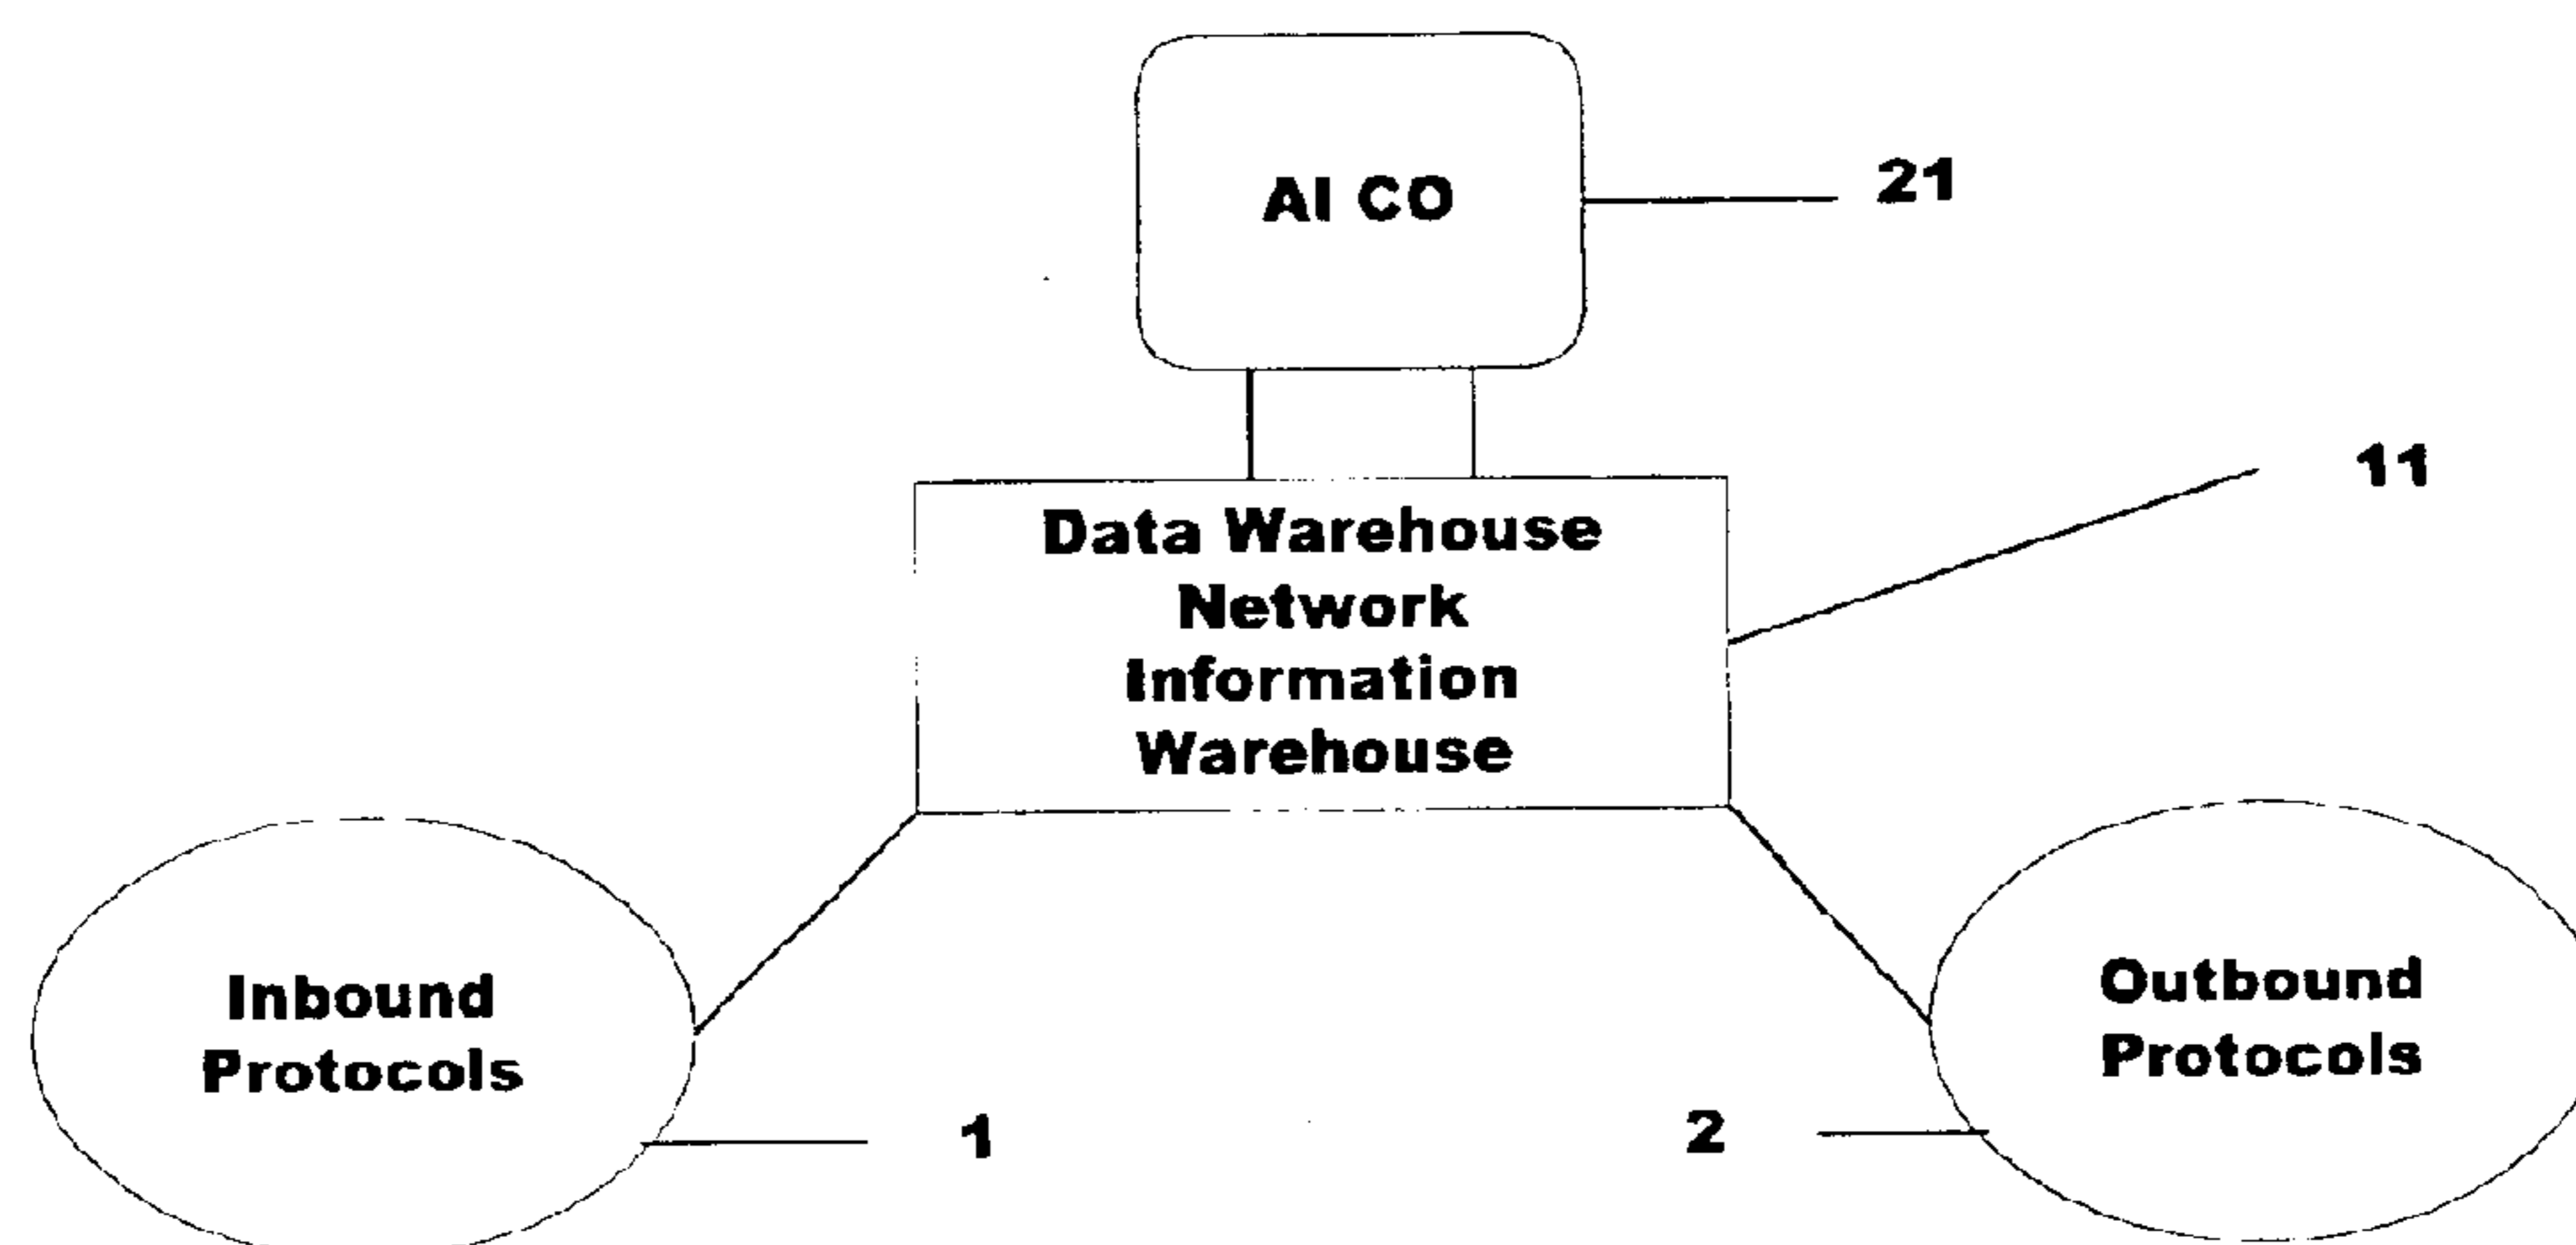 AI CO
21
11
Data Warehouse
Network
Information
Warehouse
Inbound
Protocols
1
Outbound
Protocols
2